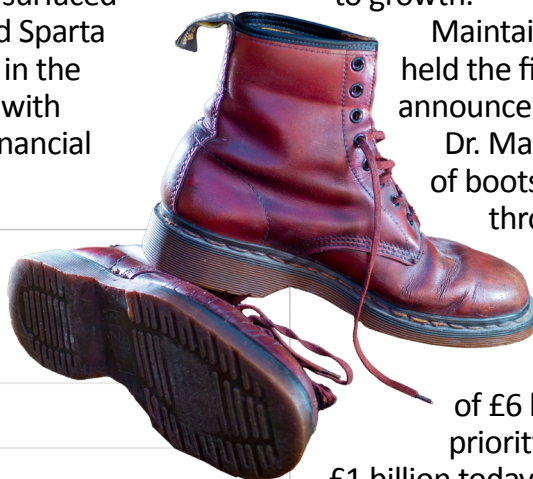 surfaced
d Sparta
in the
with
nancial
to growth.
Maintai
held the fi
announce
Dr. Ma
of boots
thro
of £6
priorit
£1 billion today